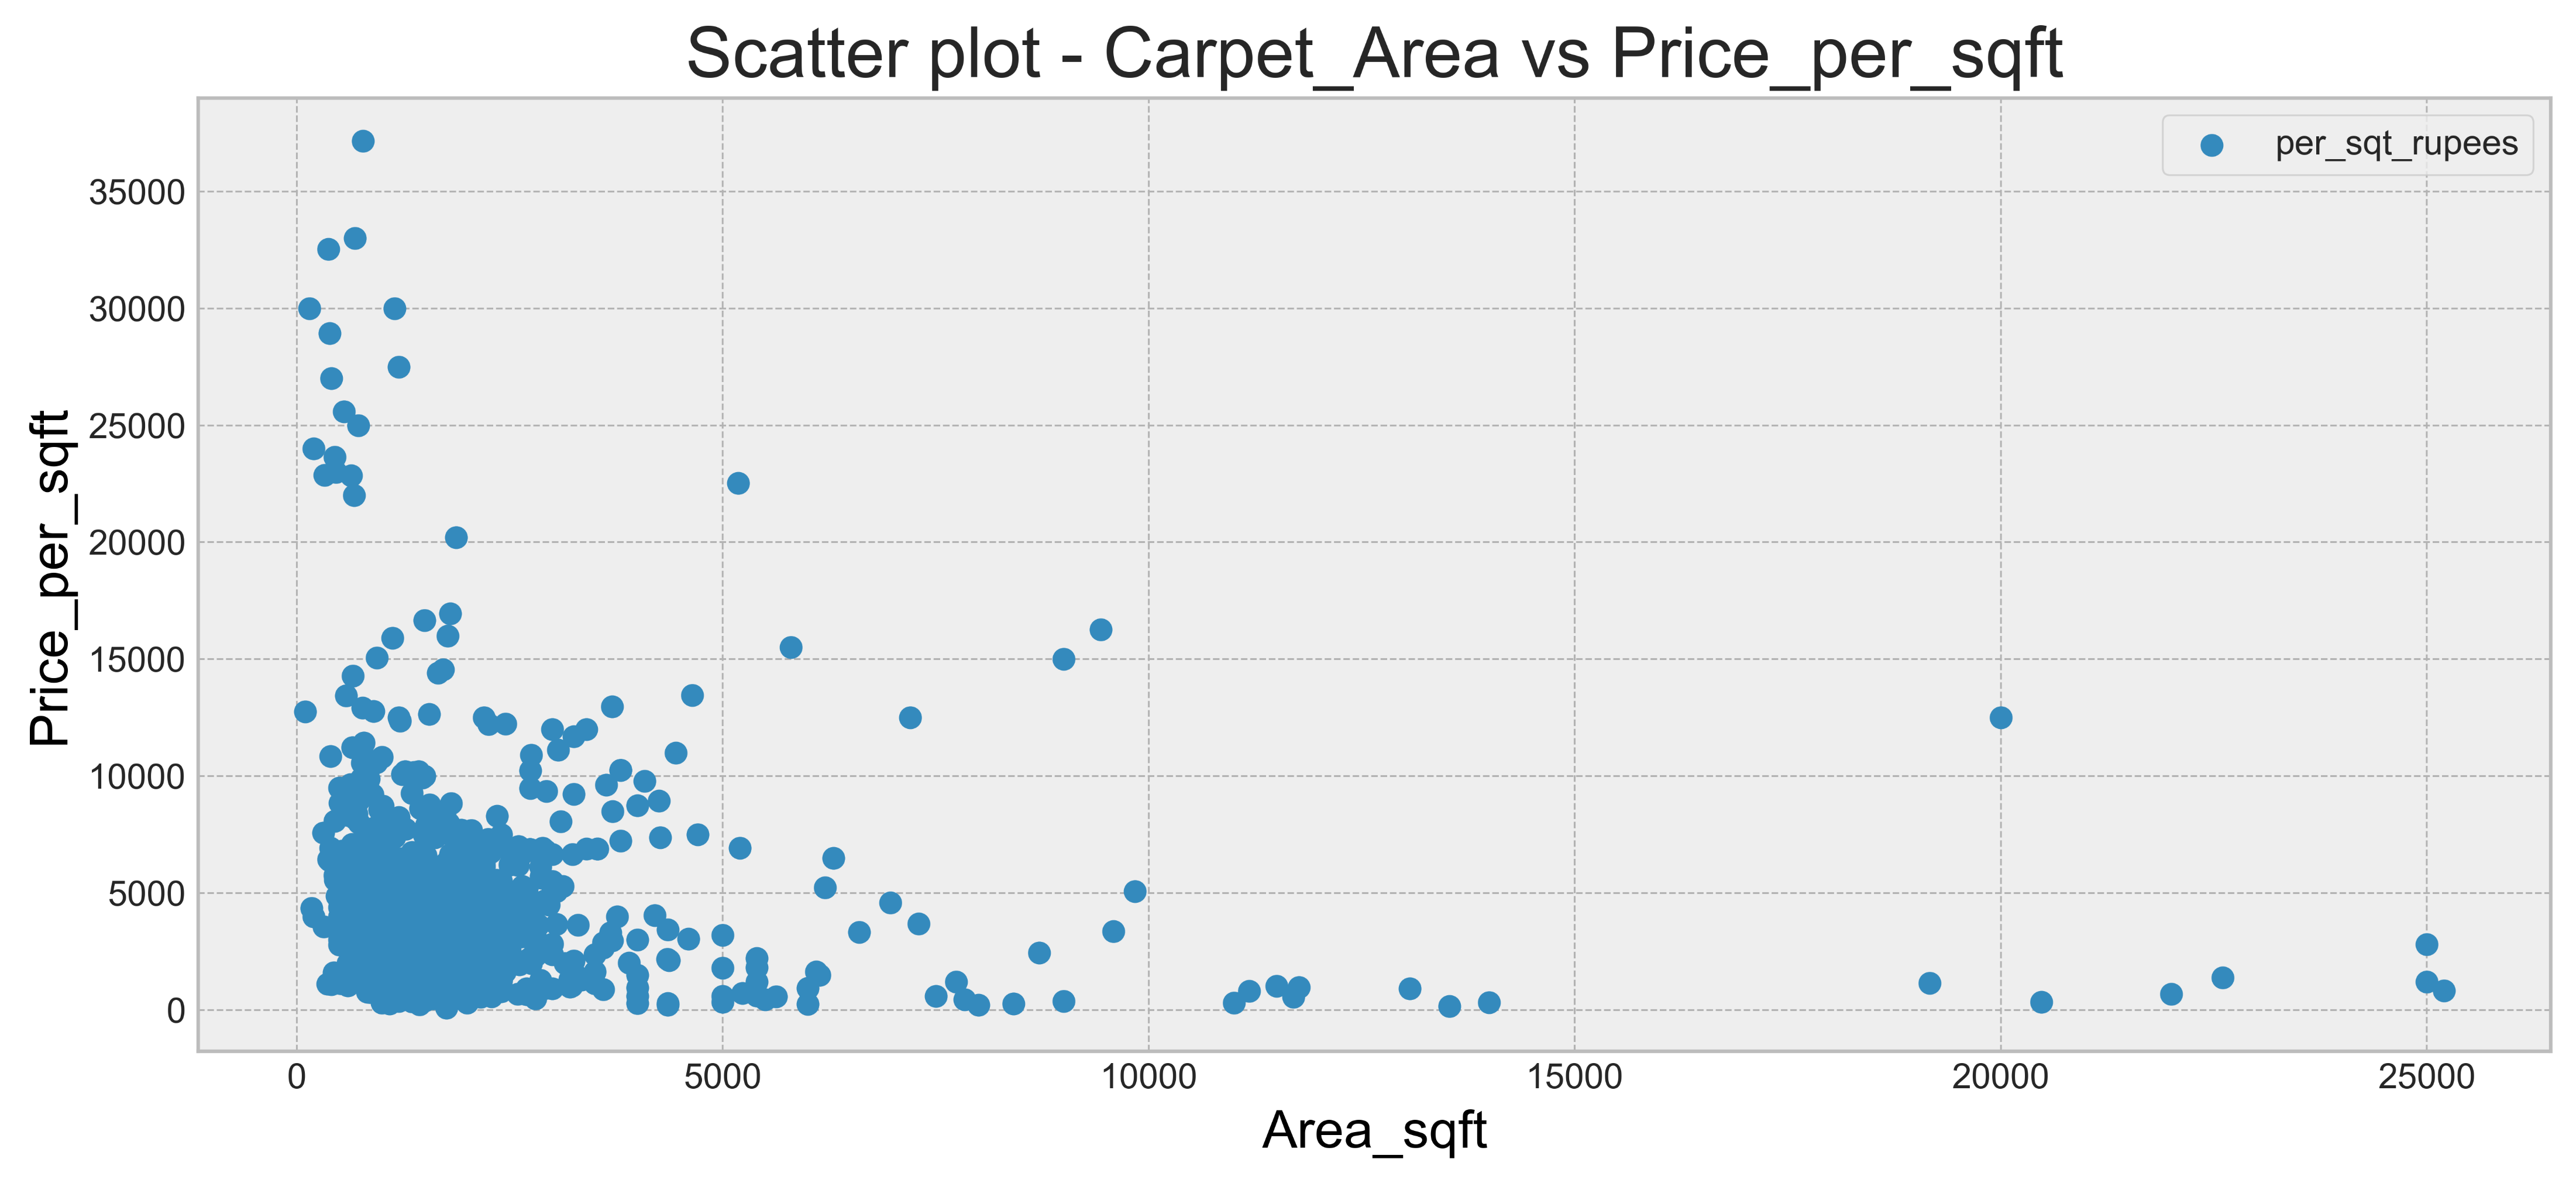 Scatter plot - Carpet_Area vs Price_per_sqft
per_sqt_rupees
Price_per_sqft
35000
30000
25000
20000
15000
10000
5000
0
0 5000 10000 15000 20000 25000
Area_sqft